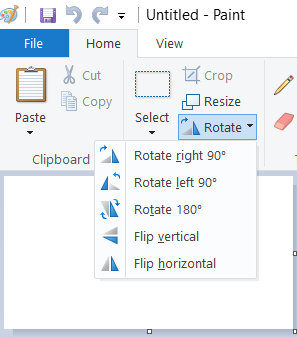 Untitled - Paint
File Home View
Paste
Cut
Copy
Clipboard
Select
Crop
Resize
Rotate
Rotate right 90°
Rotate left 90°
Rotate 180°
Flip vertical
Flip horizontal